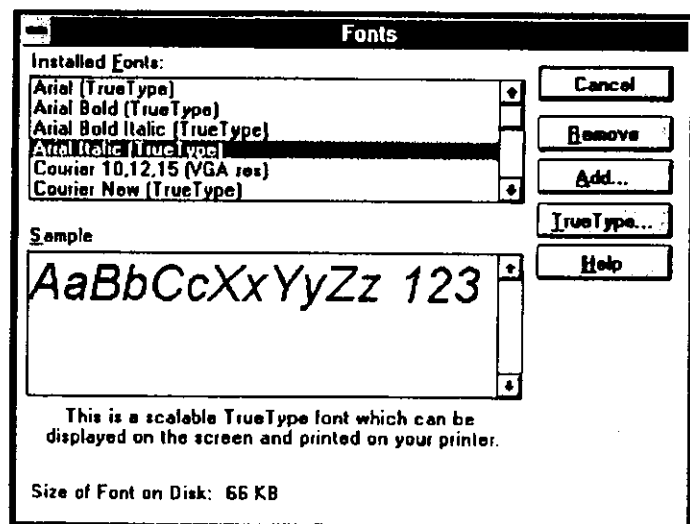 Fonts
Installed Fonts:
Arial (TrueType)
Arial Bold (TrueType)
Arial Bold Italic (TrueType)
Arial Italic (TrueType)
Courier 10,12,15 (VGA res)
Courier New (TrueType)
Cancel
Remove
Add...
TrueType...
Help
Sample
AaBbCcXxYyZz 123
This is a scalable TrueType font which can be
displayed on the screen and printed on your printer.
Size of Font on Disk: 66 KB